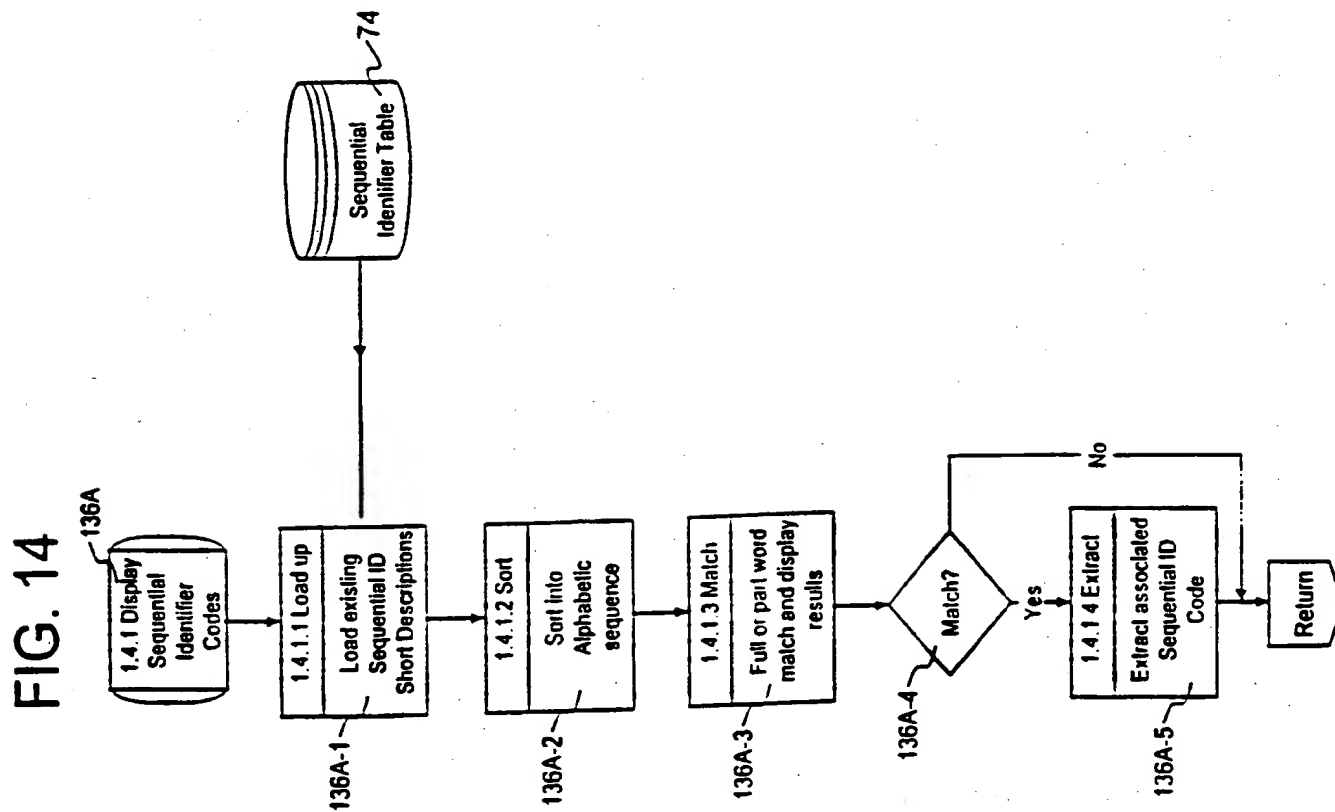 FIG. 14
136A
1.4.1 Display
Sequential
Identifier
Codes
74
Sequential
Identifier Table
136A-1
1.4.1.1 Load up
Load existing
Sequential ID
Short Descriptions
136A-2
1.4.1.2 Sort
Sort into
Alphabetic
sequence
136A-3
1.4.1.3 Match
Full or part word
match and display
results
136A-4
Match?
No
Yes
136A-5
1.4.1 4 Extract
Extract associated
Sequential ID
Code
Return